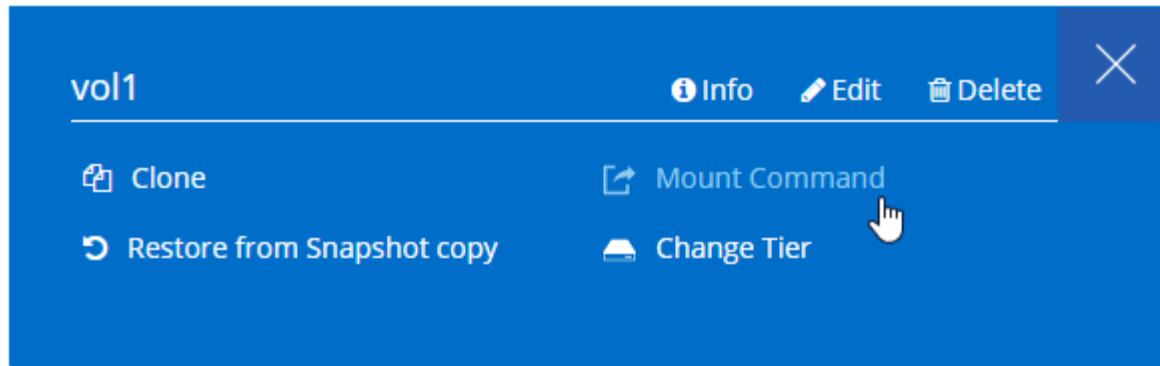 vol1 Info Edit Delete
Clone Mount Command
Restore from Snapshot copy Change Tier